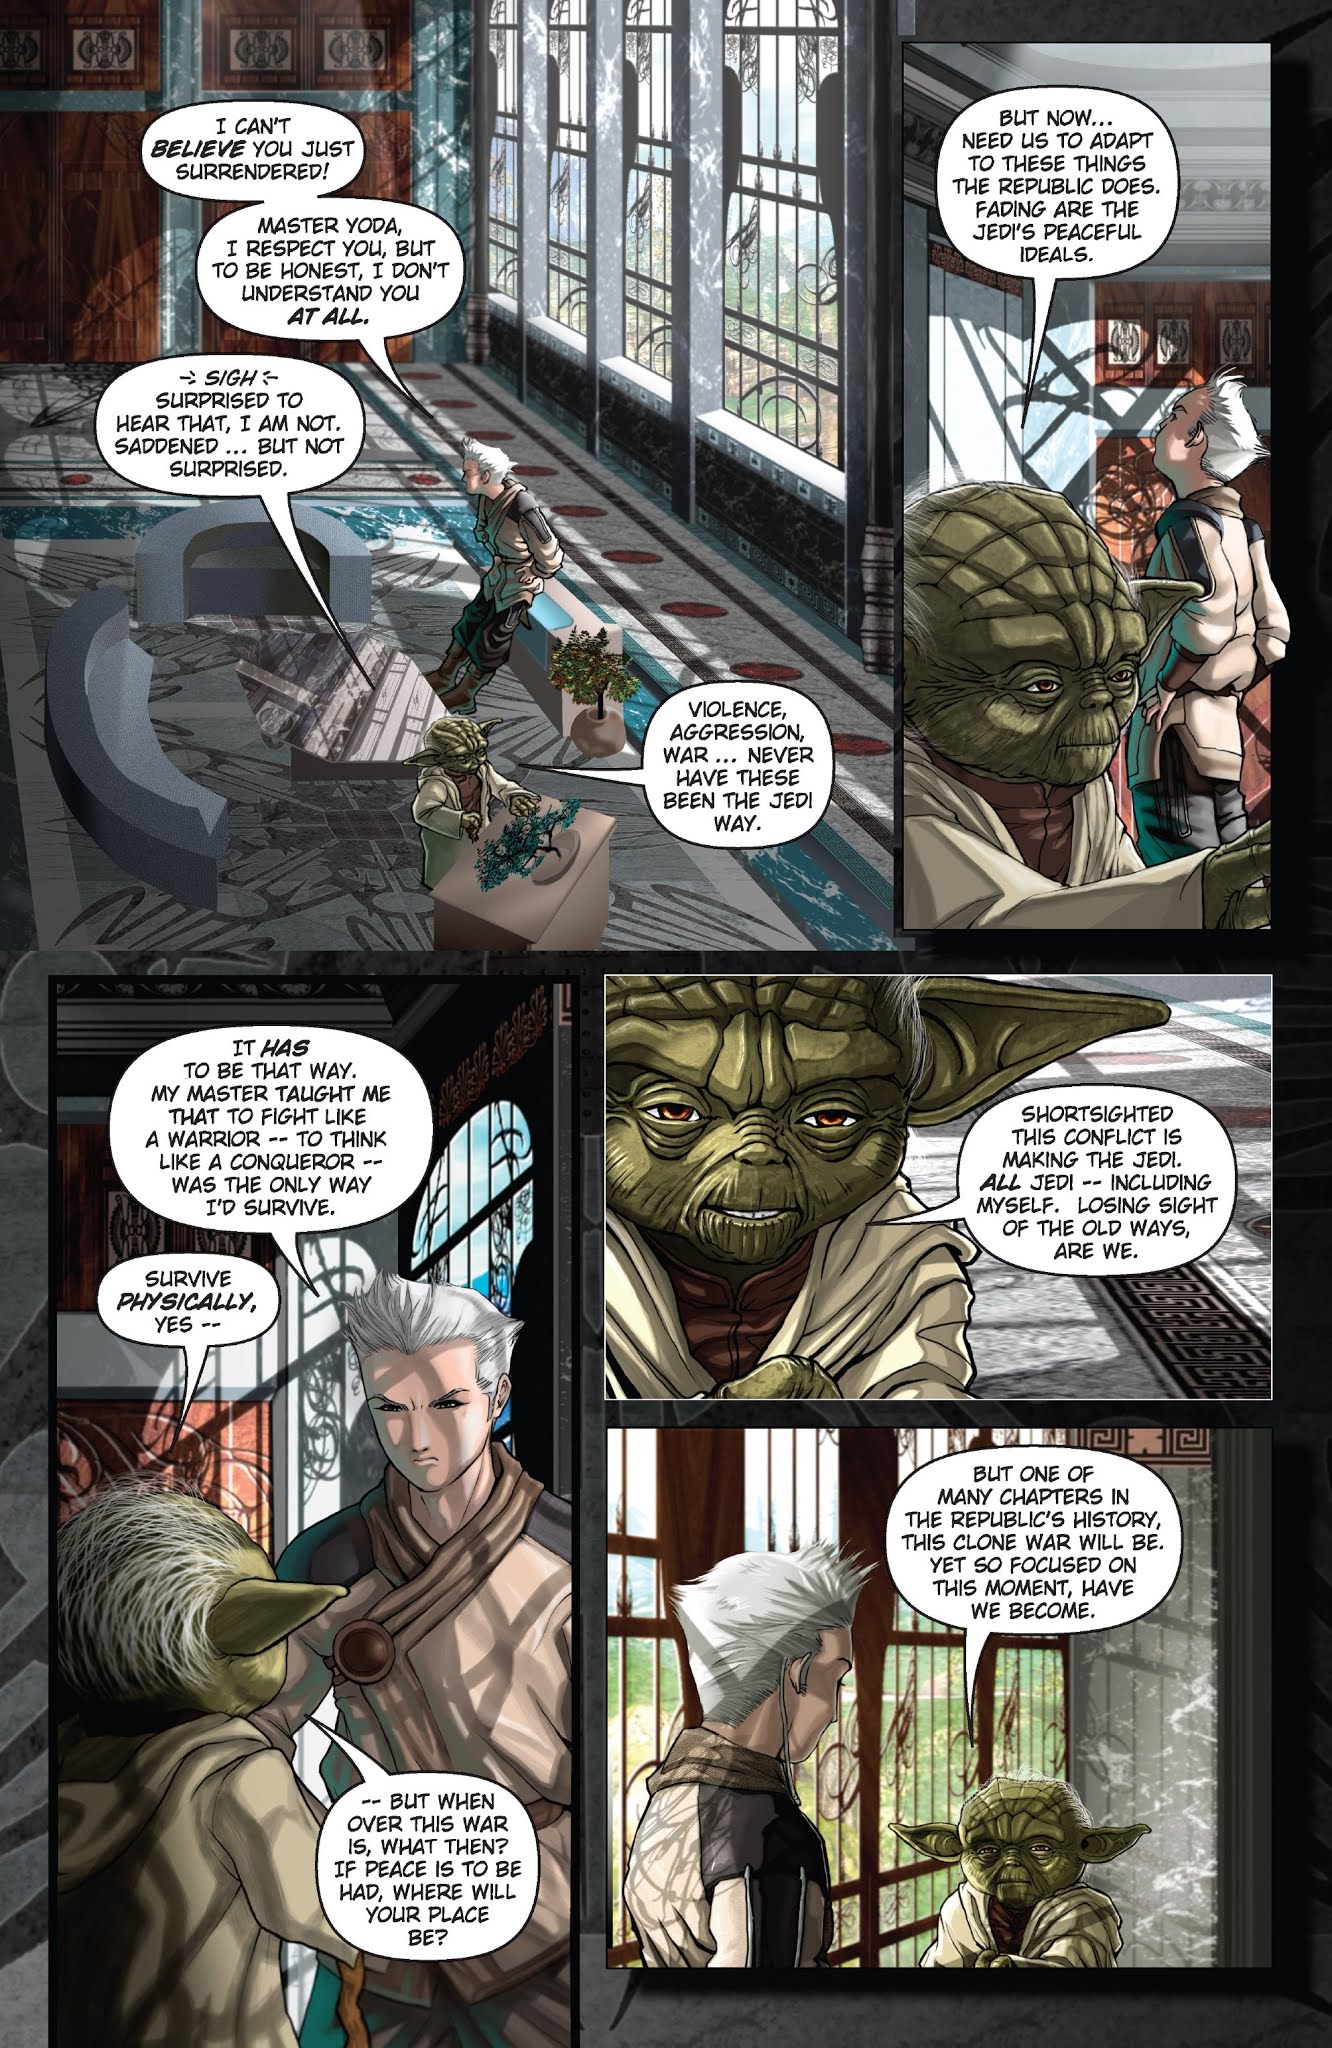 I CAN'T
BELIEVE YOU JUST
SURRENDERED!
MASTER YODA,
I RESPECT YOU, BUT
TO BE HONEST, I DON'T
UNDERSTAND YOU
AT ALL.
SIGH
SURPRISED TO
HEAR THAT, I AM NOT.
SADDENED ... BUT NOT
SURPRISED.
VIOLENCE,
AGGRESSION,
WAR ... NEVER
HAVE THESE
BEEN THE JEDI
WAY.
BUT NOW...
NEED US TO ADAPT
TO THESE THINGS
THE REPUBLIC DOES.
FADING ARE THE
JEDI'S PEACEFUL
IDEALS.
IT HAS
TO BE THAT WAY.
MY MASTER TAUGHT ME
THAT TO FIGHT LIKE
A WARRIOR -- TO THINK
LIKE A CONQUEROR --
WAS THE ONLY WAY
I'D SURVIVE.
SURVIVE
PHYSICALLY,
YES --
-- BUT WHEN
OVER THIS WAR
IS, WHAT THEN?
IF PEACE IS TO BE
HAD, WHERE WILL
YOUR PLACE
BE?
SHORTSIGHTED
THIS CONFLICT IS
MAKING THE JEDI.
ALL JEDI -- INCLUDING
MYSELF. LOSING SIGHT
OF THE OLD WAYS,
ARE WE.
BUT ONE OF
MANY CHAPTERS IN
THE REPUBLIC'S HISTORY,
THIS CLONE WAR WILL BE.
YET SO FOCUSED ON
THIS MOMENT, HAVE
WE BECOME.